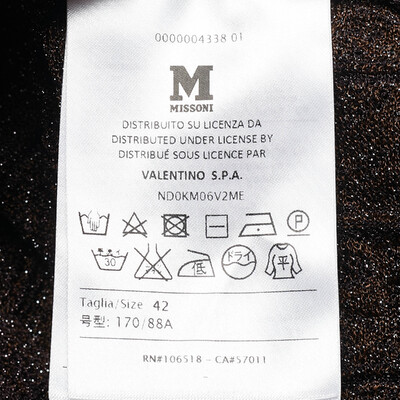 0000004338 01
M
MISSONI
DISTRIBUITO SU LICENZA DA
DISTRIBUTED UNDER LICENSE BY
DISTRIBUÉ SOUS LICENCE PAR
VALENTINO S.P.A.
ND0KM06V2ME
P
30 低 ドライ 平
Taglia/Size 42
号型: 170/88A
RN#106518 - CA#57011